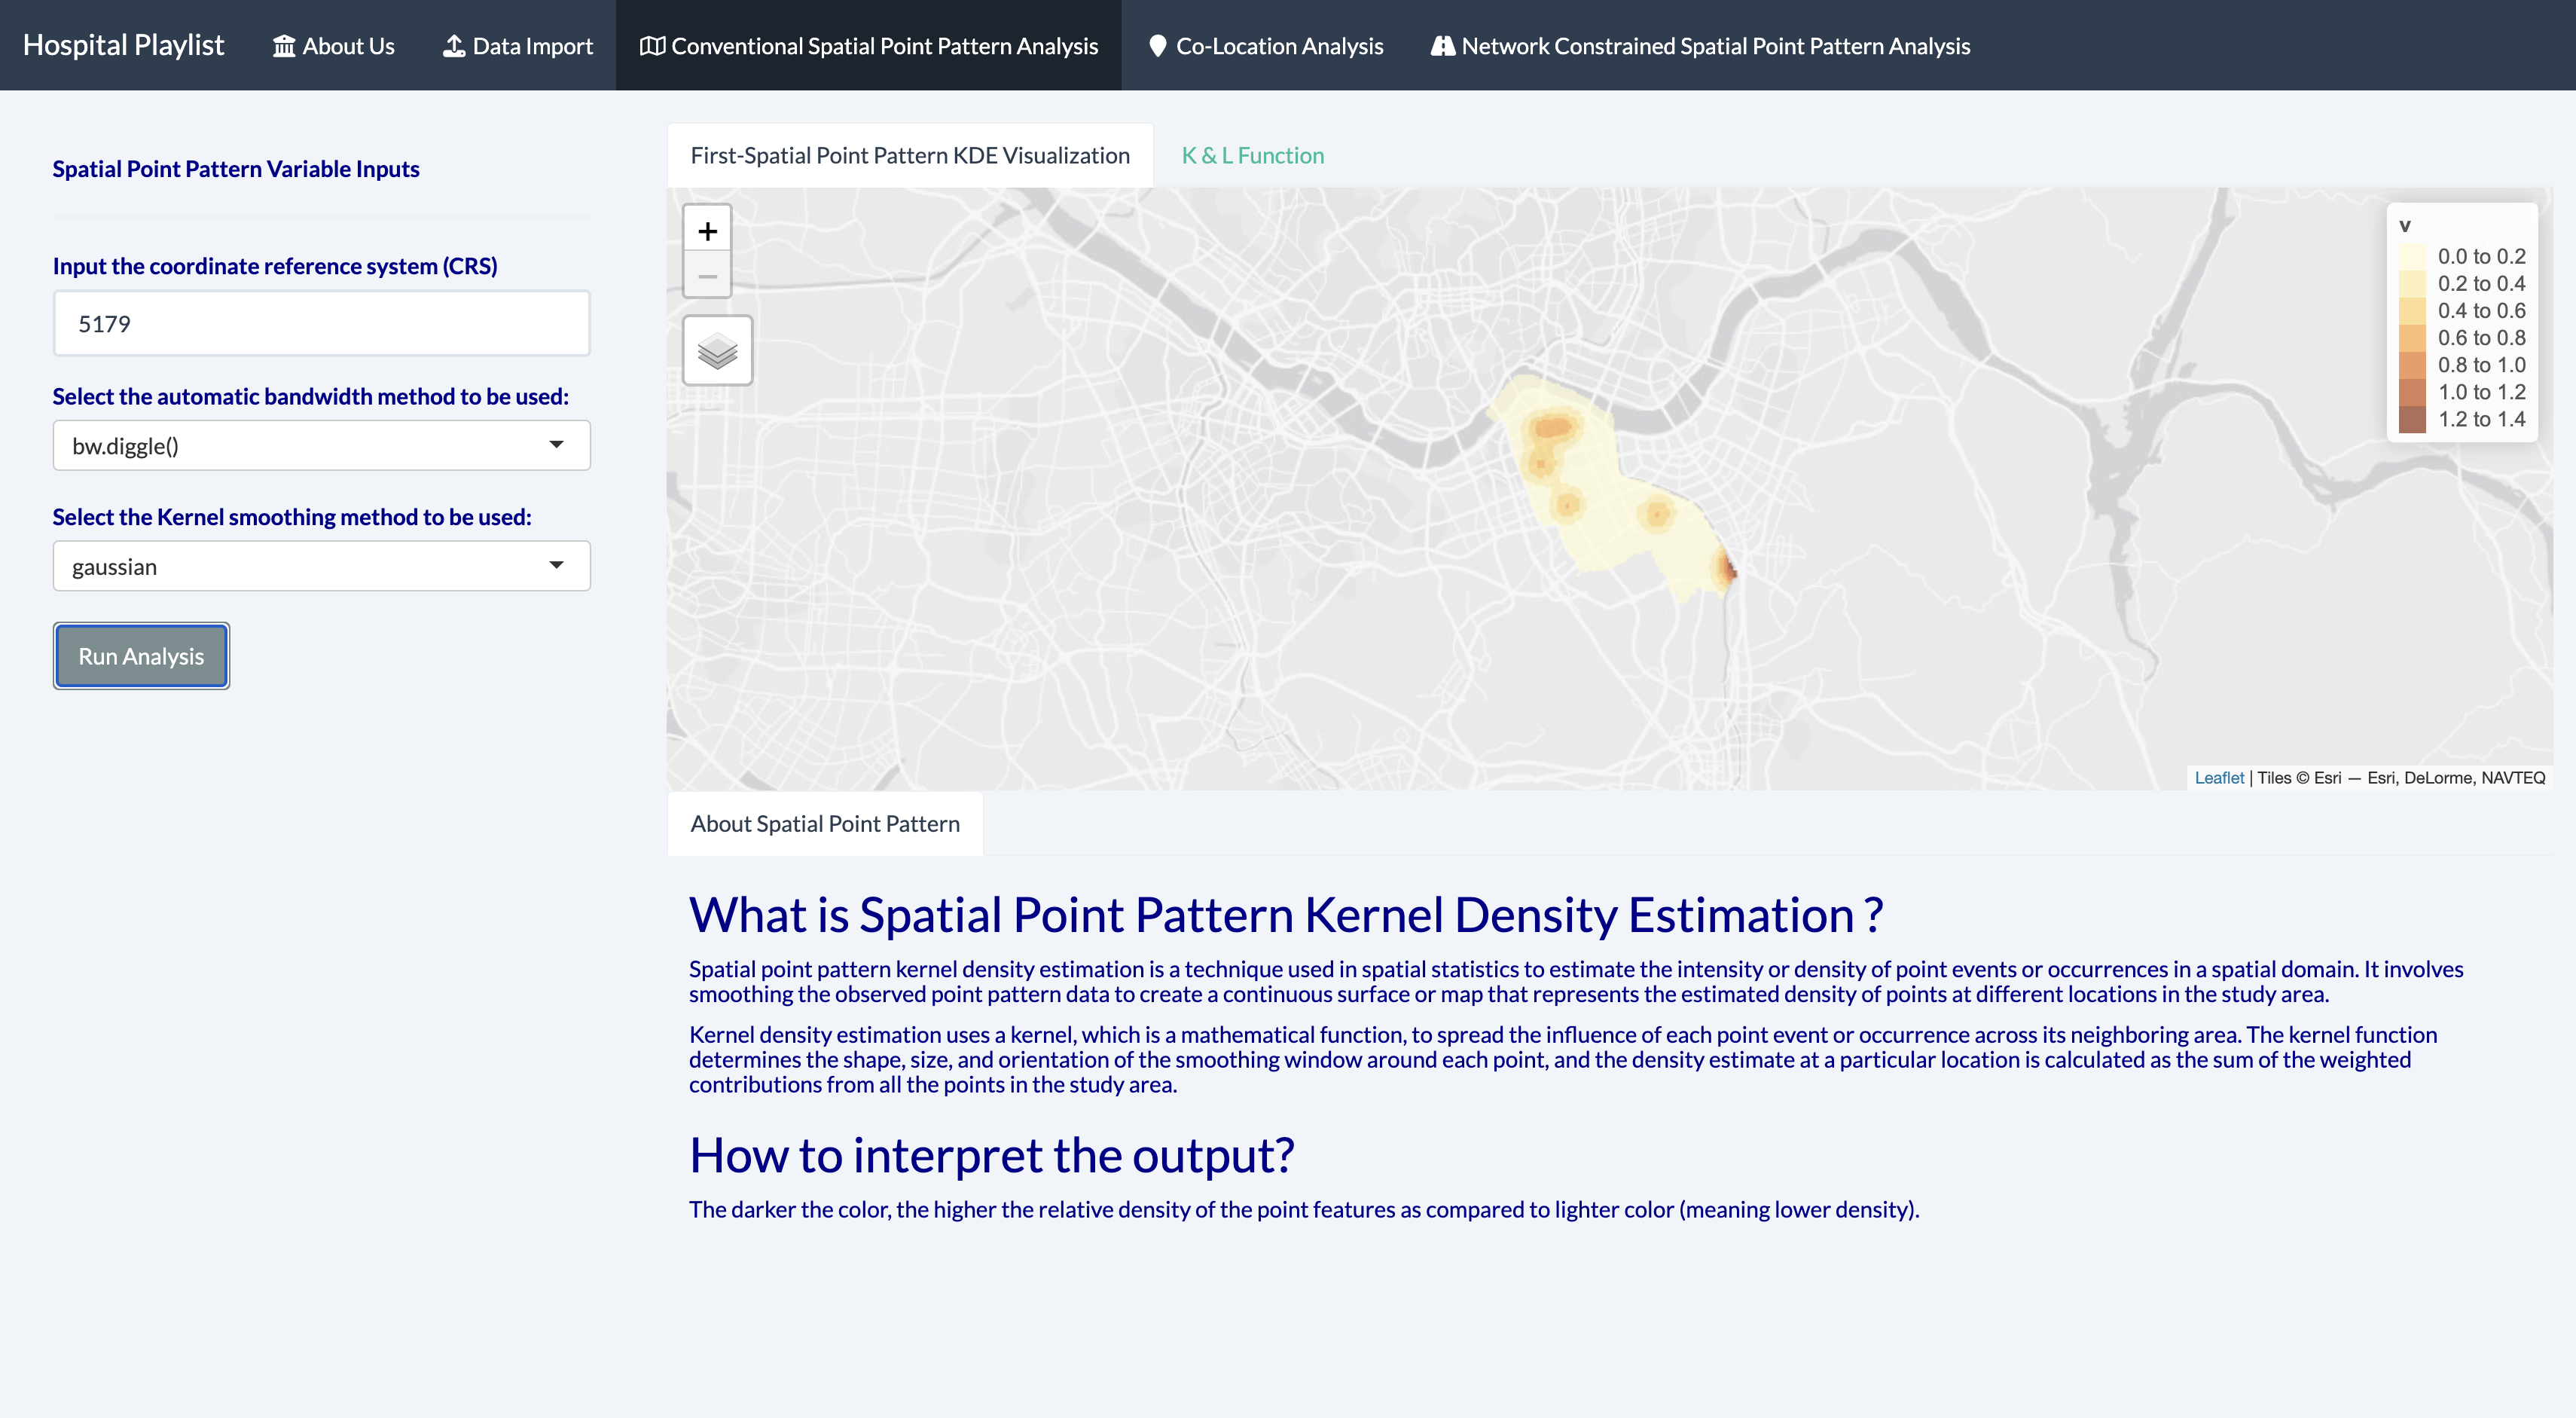 Hospital Playlist About Us Data Import Conventional Spatial Point Pattern Analysis Co-Location Analysis Network Constrained Spatial Point Pattern Analysis
Spatial Point Pattern Variable Inputs
Input the coordinate reference system (CRS)
5179
Select the automatic bandwidth method to be used:
bw.diggle()
Select the Kernel smoothing method to be used:
gaussian
Run Analysis
First-Spatial Point Pattern KDE Visualization K & L Function
+
−
v
0.0 to 0.2
0.2 to 0.4
0.4 to 0.6
0.6 to 0.8
0.8 to 1.0
1.0 to 1.2
1.2 to 1.4
Leaflet | Tiles © Esri — Esri, DeLorme, NAVTEQ
About Spatial Point Pattern
What is Spatial Point Pattern Kernel Density Estimation ?
Spatial point pattern kernel density estimation is a technique used in spatial statistics to estimate the intensity or density of point events or occurrences in a spatial domain. It involves
smoothing the observed point pattern data to create a continuous surface or map that represents the estimated density of points at different locations in the study area.
Kernel density estimation uses a kernel, which is a mathematical function, to spread the influence of each point event or occurrence across its neighboring area. The kernel function
determines the shape, size, and orientation of the smoothing window around each point, and the density estimate at a particular location is calculated as the sum of the weighted
contributions from all the points in the study area.
How to interpret the output?
The darker the color, the higher the relative density of the point features as compared to lighter color (meaning lower density).